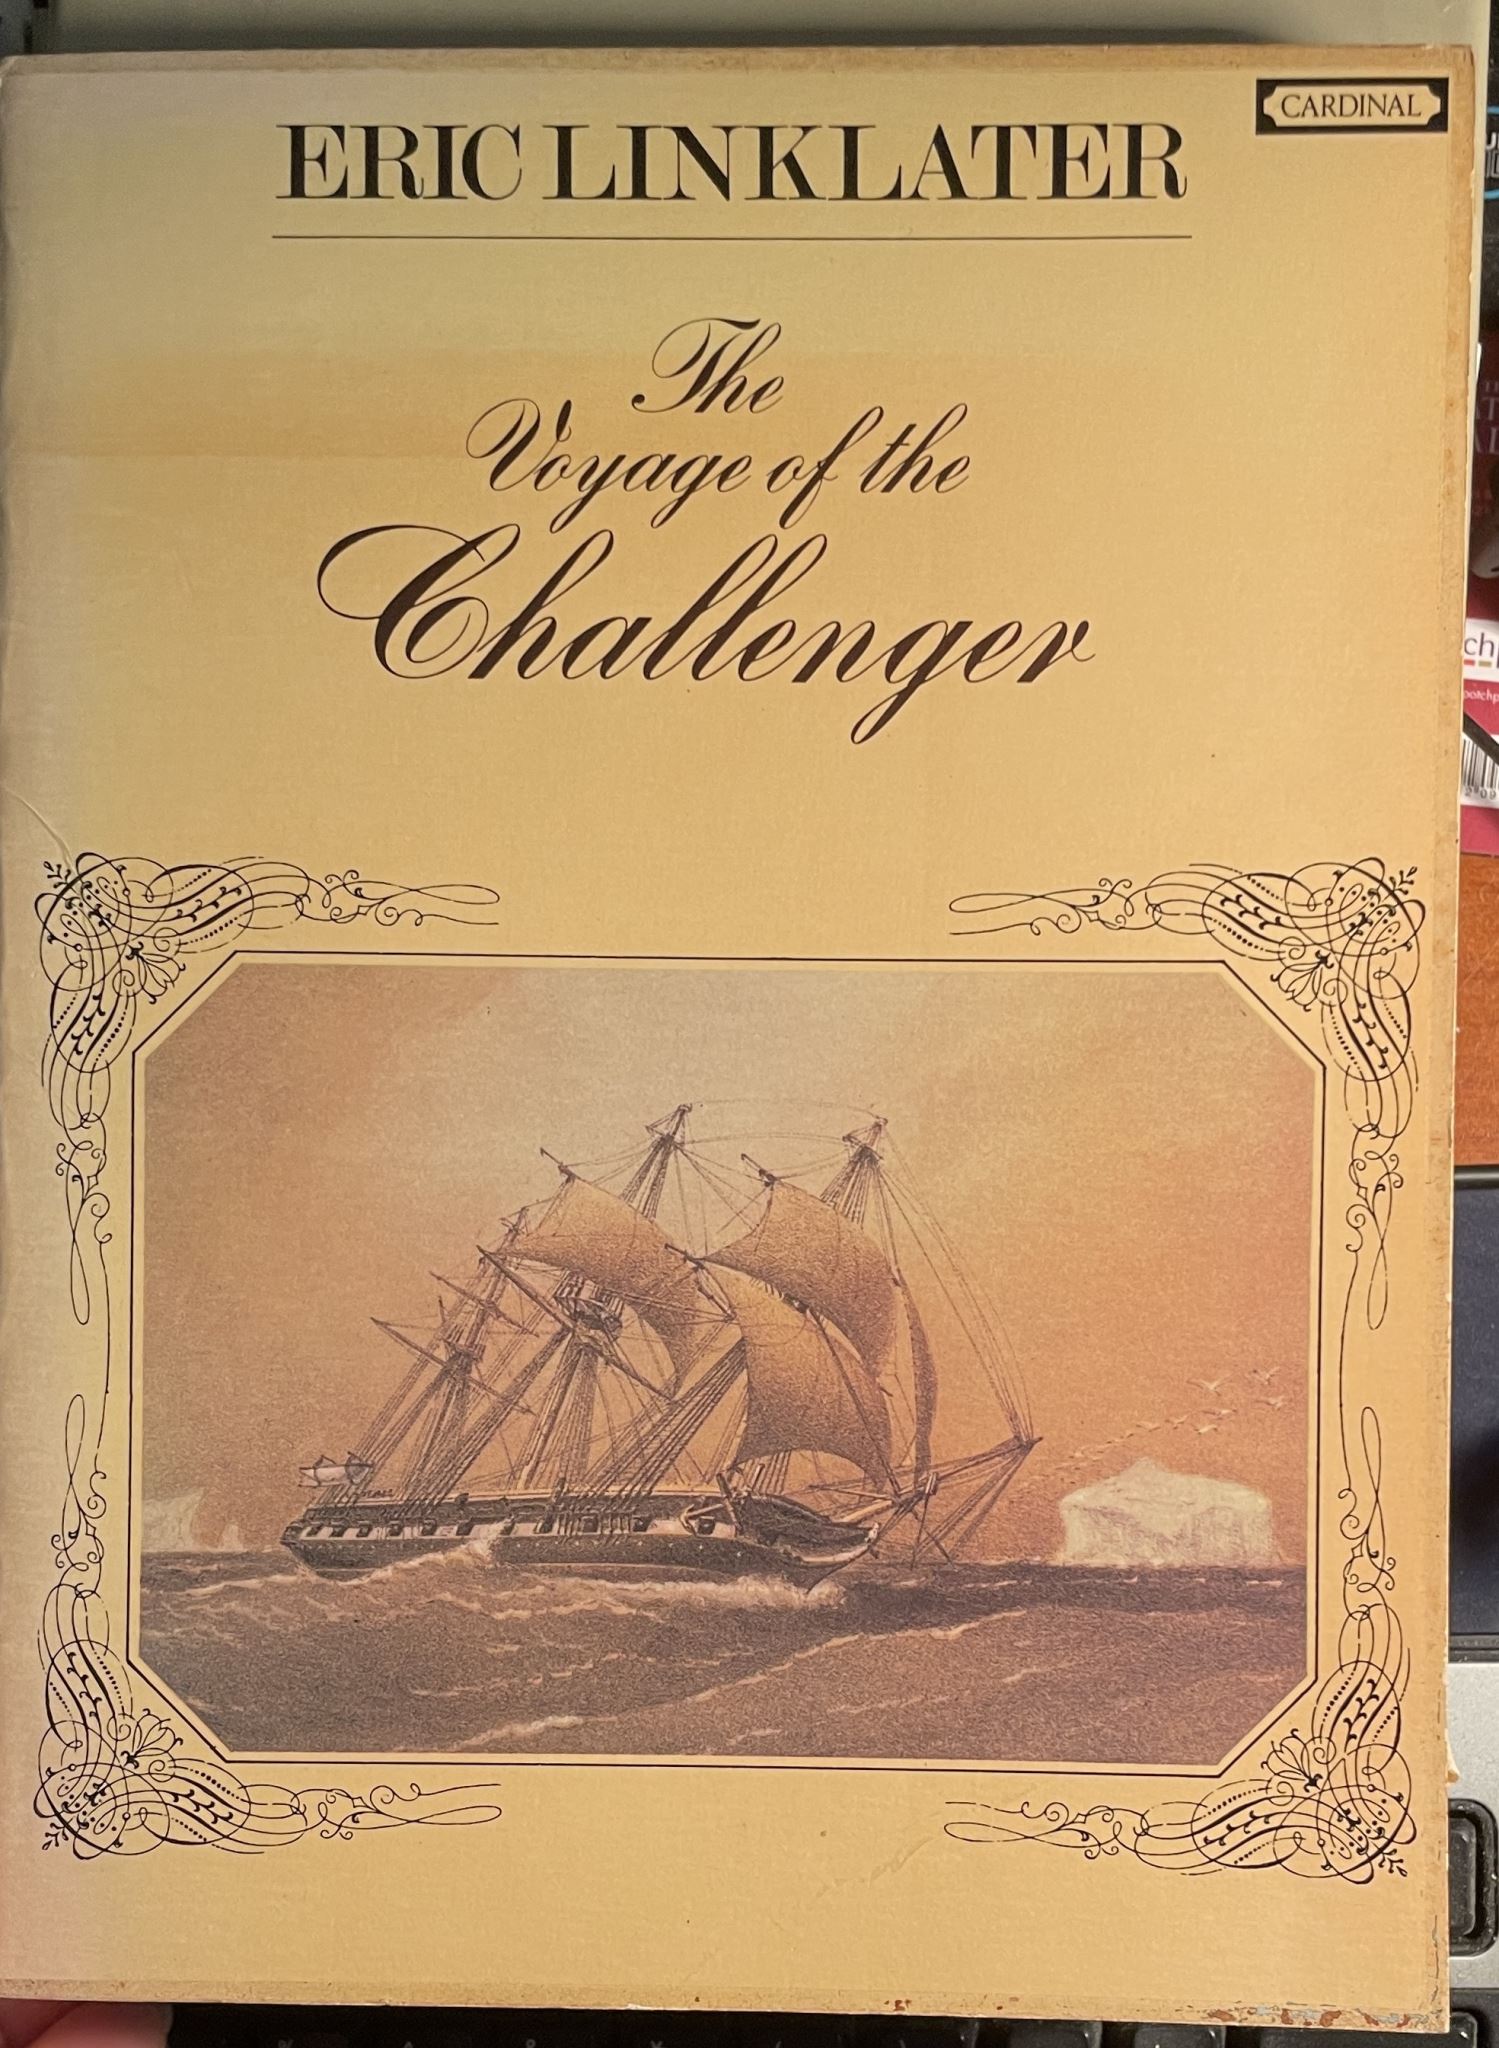 CARDINAL
ERIC LINKLATER
The
Voyage of the
Challenger